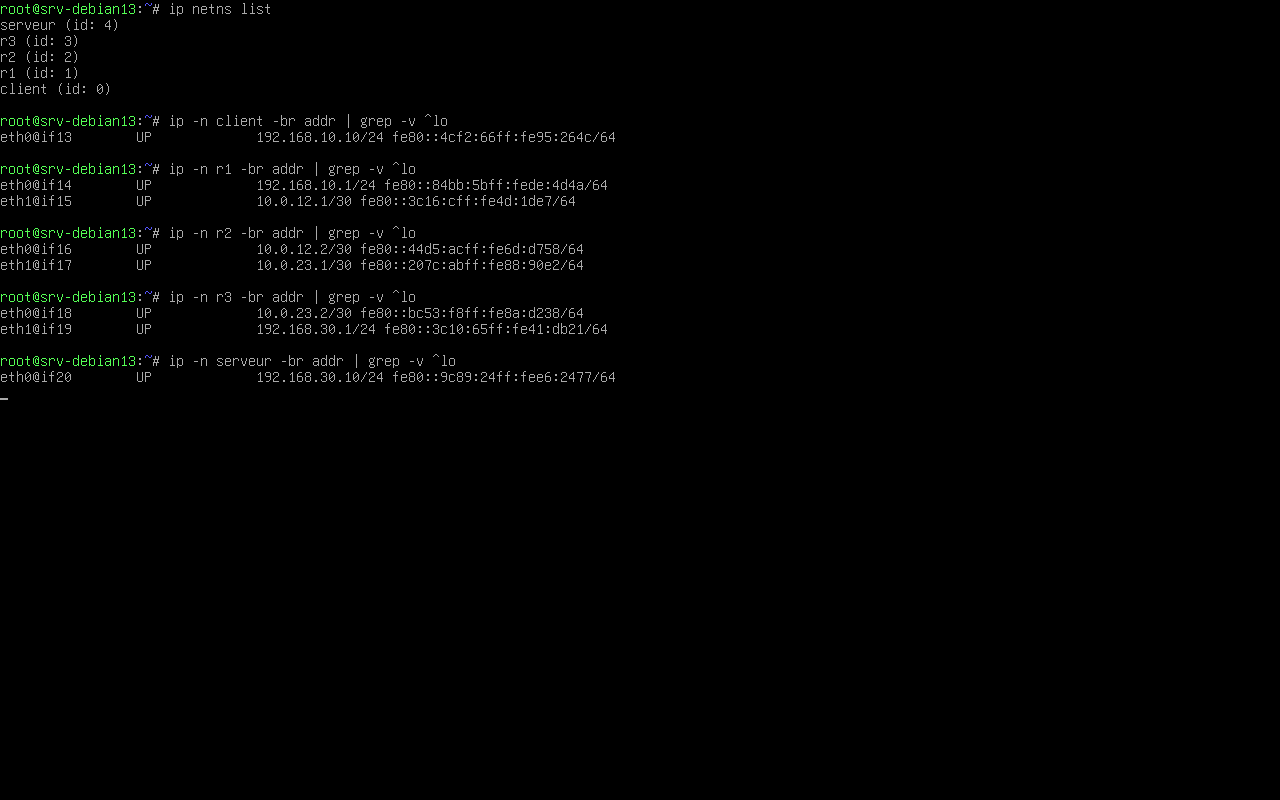 root@srv-debian13:~# ip netns list
serveur (id: 4)
r3 (id: 3)
r2 (id: 2)
r1 (id: 1)
client (id: 0)
root@srv-debian13:~# ip -n client -br addr | grep -v ^lo
eth0@if13        UP             192.168.10.10/24 fe80::4cf2:66ff:fe95:264c/64
root@srv-debian13:~# ip -n r1 -br addr | grep -v ^lo
eth0@if14        UP             192.168.10.1/24 fe80::84bb:5bff:fede:4d4a/64
eth1@if15        UP             10.0.12.1/30 fe80::3c16:cff:fe4d:1de7/64
root@srv-debian13:~# ip -n r2 -br addr | grep -v ^lo
eth0@if16        UP             10.0.12.2/30 fe80::44d5:acff:fe6d:d758/64
eth1@if17        UP             10.0.23.1/30 fe80::207c:abff:fe88:90e2/64
root@srv-debian13:~# ip -n r3 -br addr | grep -v ^lo
eth0@if18        UP             10.0.23.2/30 fe80::bc53:f8ff:fe8a:d238/64
eth1@if19        UP             192.168.30.1/24 fe80::3c10:65ff:fe41:db21/64
root@srv-debian13:~# ip -n serveur -br addr | grep -v ^lo
eth0@if20        UP             192.168.30.10/24 fe80::9c89:24ff:fee6:2477/64